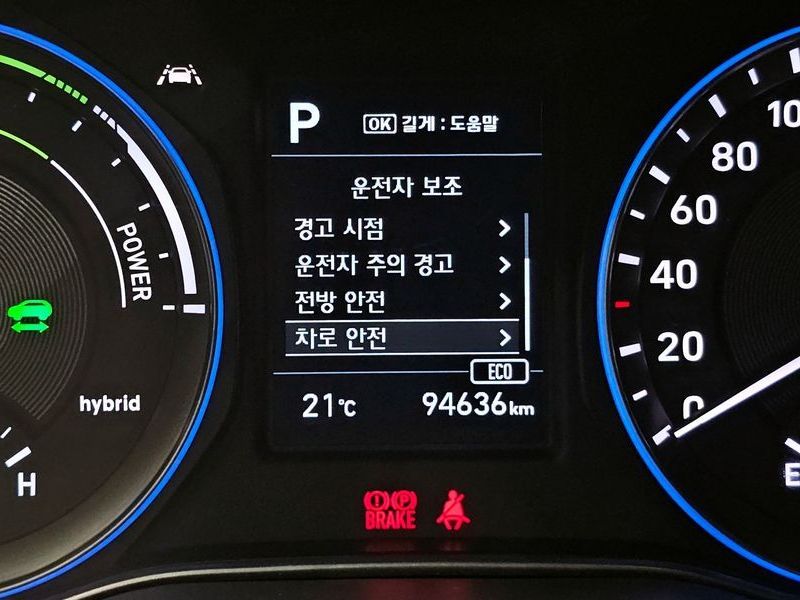 P OK 길게 : 도움말
운전자 보조
경고 시점
운전자 주의 경고
전방 안전
차로 안전
ECO
21℃ 94636km
POWER
hybrid
H
10
80
60
40
20
0
E
BRAKE